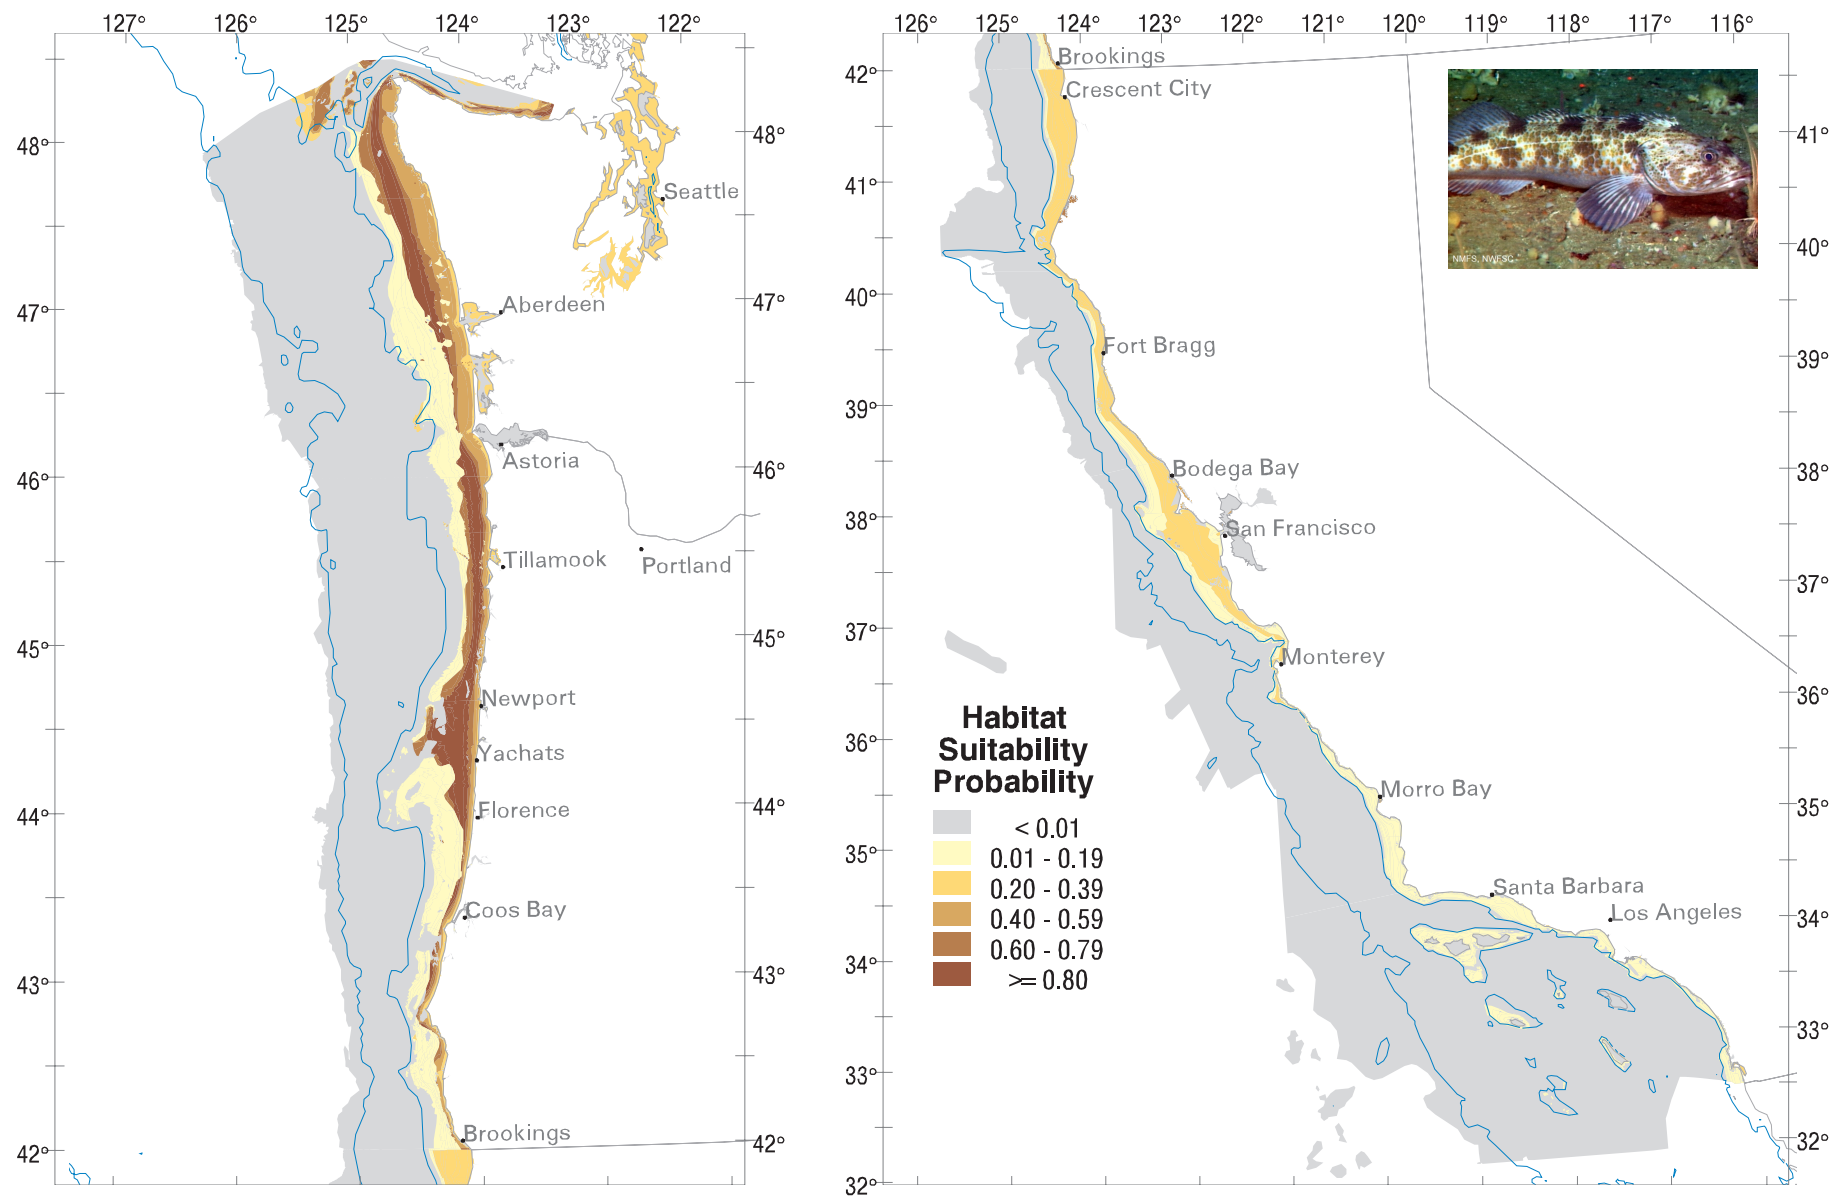 127° 126° 125° 124° 123° 122°
48° 48°
Seattle
47° 47°
Aberdeen
Astoria
46° 46°
Tillamook
Portland
45° 45°
Newport
Yachats
44° 44°
Florence
Coos Bay
43° 43°
Brookings
42° 42°
126° 125° 124° 123° 122° 121° 120° 119° 118° 117° 116°
Brookings
42°
Crescent City
41°
41°
40°
40°
Fort Bragg
39°
39°
Bodega Bay
38°
38°
San Francisco
37°
37°
Monterey
36°
36°
Morro Bay
35°
35°
Santa Barbara
Los Angeles
34°
34°
33°
33°
32°
32°
NMFS, NWFSC
Habitat
Suitability
Probability
< 0.01
0.01 - 0.19
0.20 - 0.39
0.40 - 0.59
0.60 - 0.79
>= 0.80